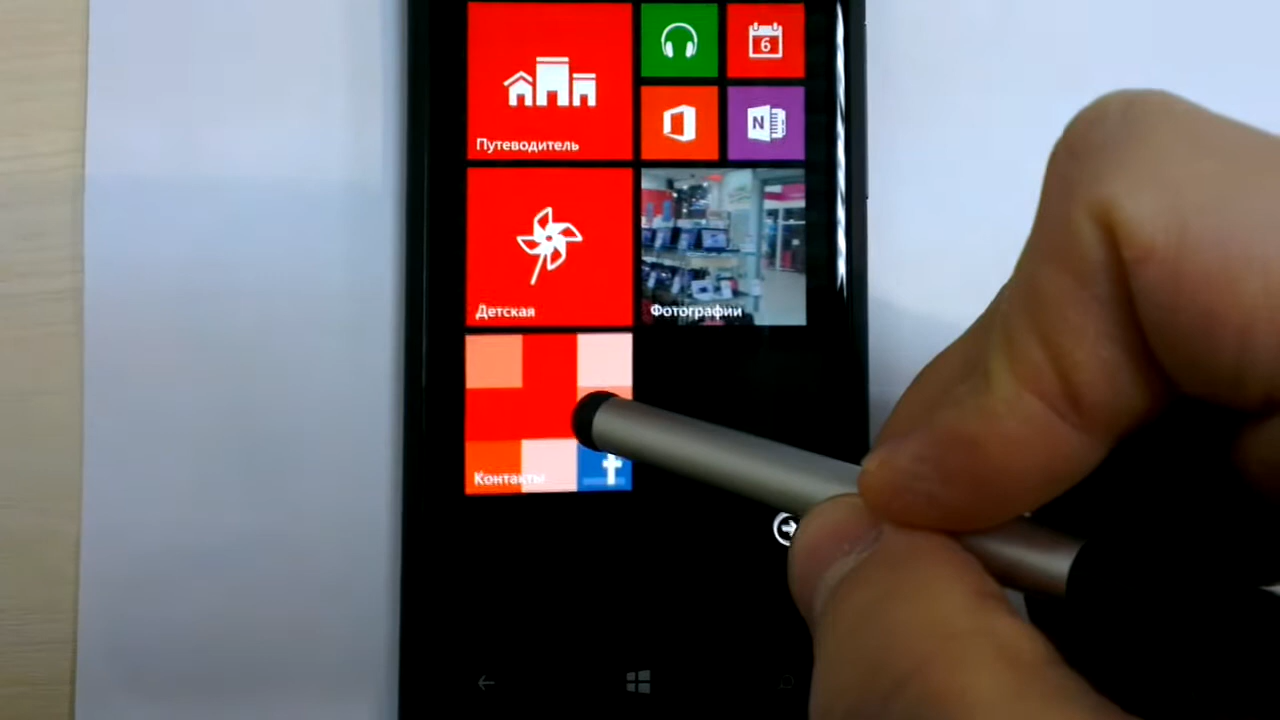 6
N
Путеводитель
Детская
Фотографии
Контакты
f